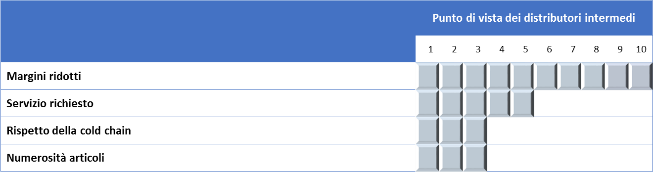 Punto di vista dei distributori intermedi
1 2 3 4 5 6 7 8 9 10
Margini ridotti
Servizio richiesto
Rispetto della cold chain
Numerosità articoli